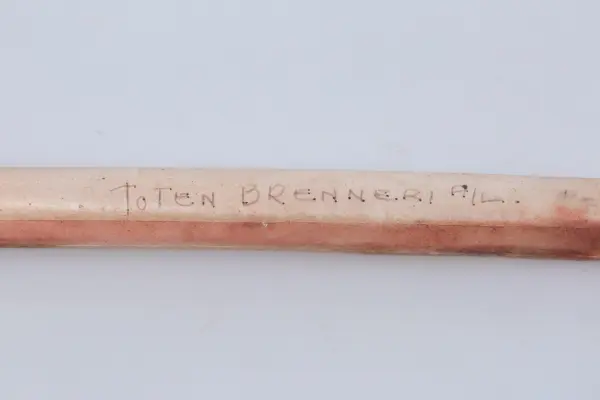 TOTEN BRENNERI A/L.